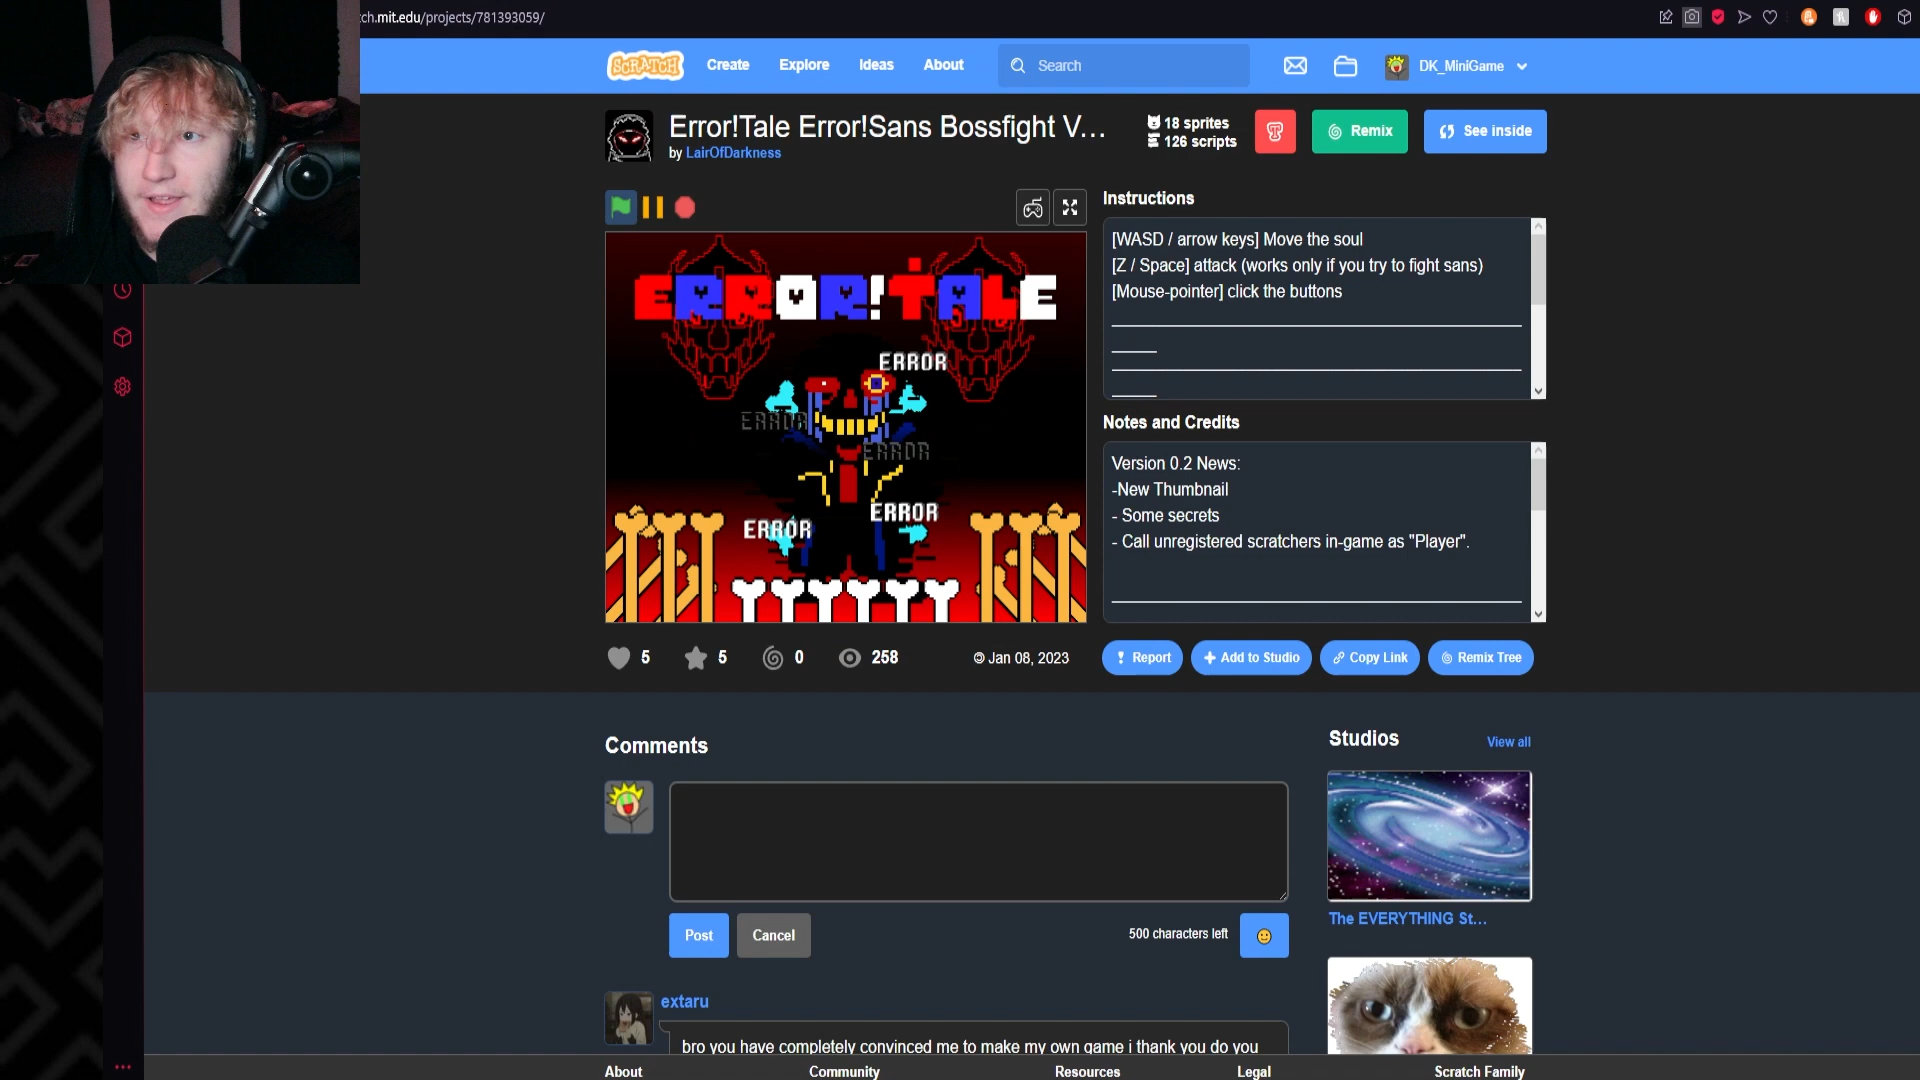 ch.mit.edu/projects/781393059/
SCRATCH
Create
Explore
Ideas
About
Search
DK_MiniGame
Error!Tale Error!Sans Bossfight V...
by LairOfDarkness
18 sprites
126 scripts
Remix
See inside
Instructions
[WASD / arrow keys] Move the soul
[Z / Space] attack (works only if you try to fight sans)
[Mouse-pointer] click the buttons
ERROR!TALE
ERROR
ERROR
ERROR
ERROR
ERROR
Notes and Credits
Version 0.2 News:
-New Thumbnail
- Some secrets
- Call unregistered scratchers in-game as "Player".
5
5
0
258
© Jan 08, 2023
Report
Add to Studio
Copy Link
Remix Tree
Comments
Post
Cancel
500 characters left
Studios
View all
The EVERYTHING St...
extaru
bro you have completely convinced me to make my own game i thank you do you
About
Community
Resources
Legal
Scratch Family